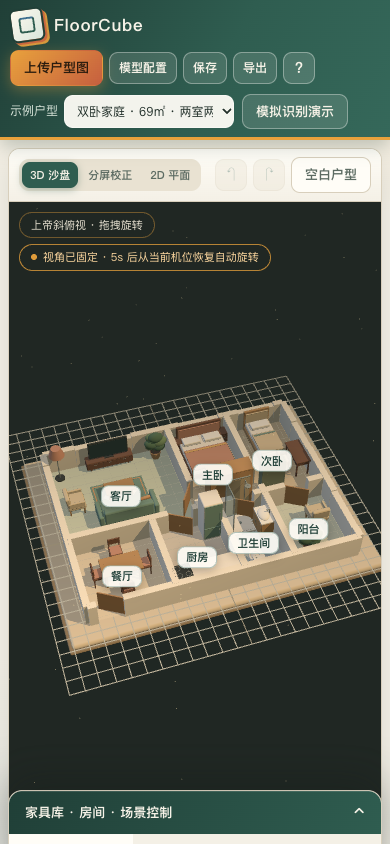 FloorCube
上传户型图 模型配置 保存 导出 ?
示例户型 双卧家庭 · 69㎡ · 两室两 模拟识别演示
3D 沙盘 分屏校正 2D 平面 空白户型
上帝斜俯视 · 拖拽旋转
视角已固定 · 5s 后从当前机位恢复自动旋转
次卧
主卧
客厅
阳台
卫生间
厨房
餐厅
家具库 · 房间 · 场景控制